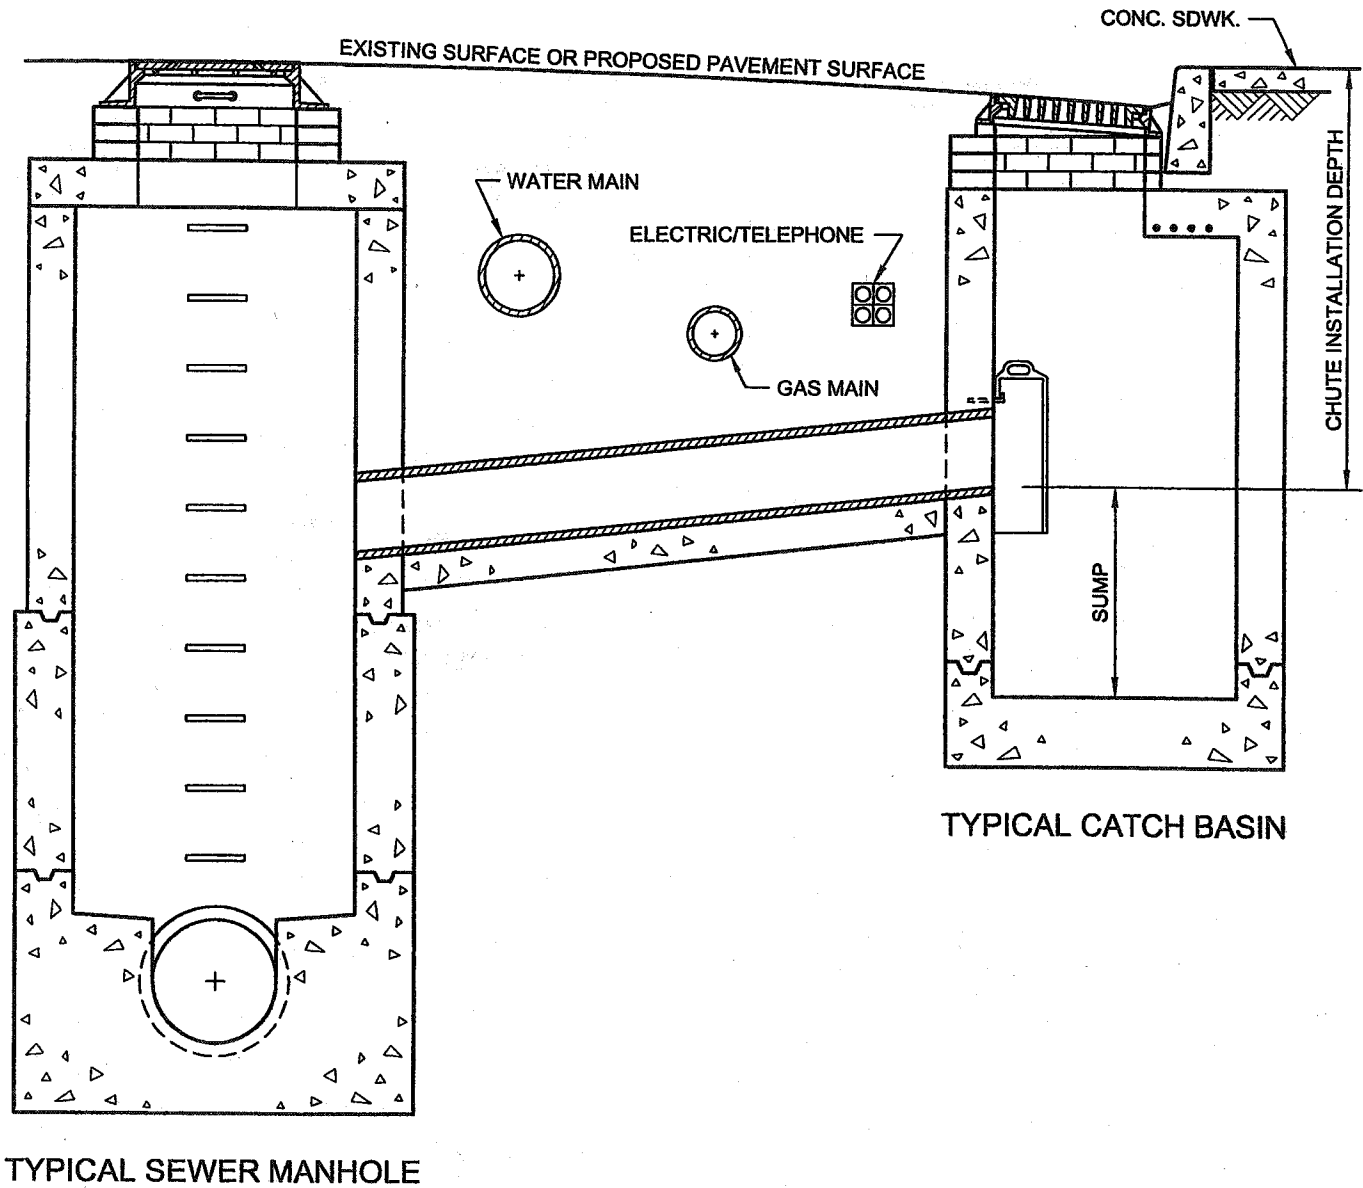 CONC. SDWK.
EXISTING SURFACE OR PROPOSED PAVEMENT SURFACE
WATER MAIN
ELECTRIC/TELEPHONE
GAS MAIN
CHUTE INSTALLATION DEPTH
SUMP
TYPICAL CATCH BASIN
TYPICAL SEWER MANHOLE